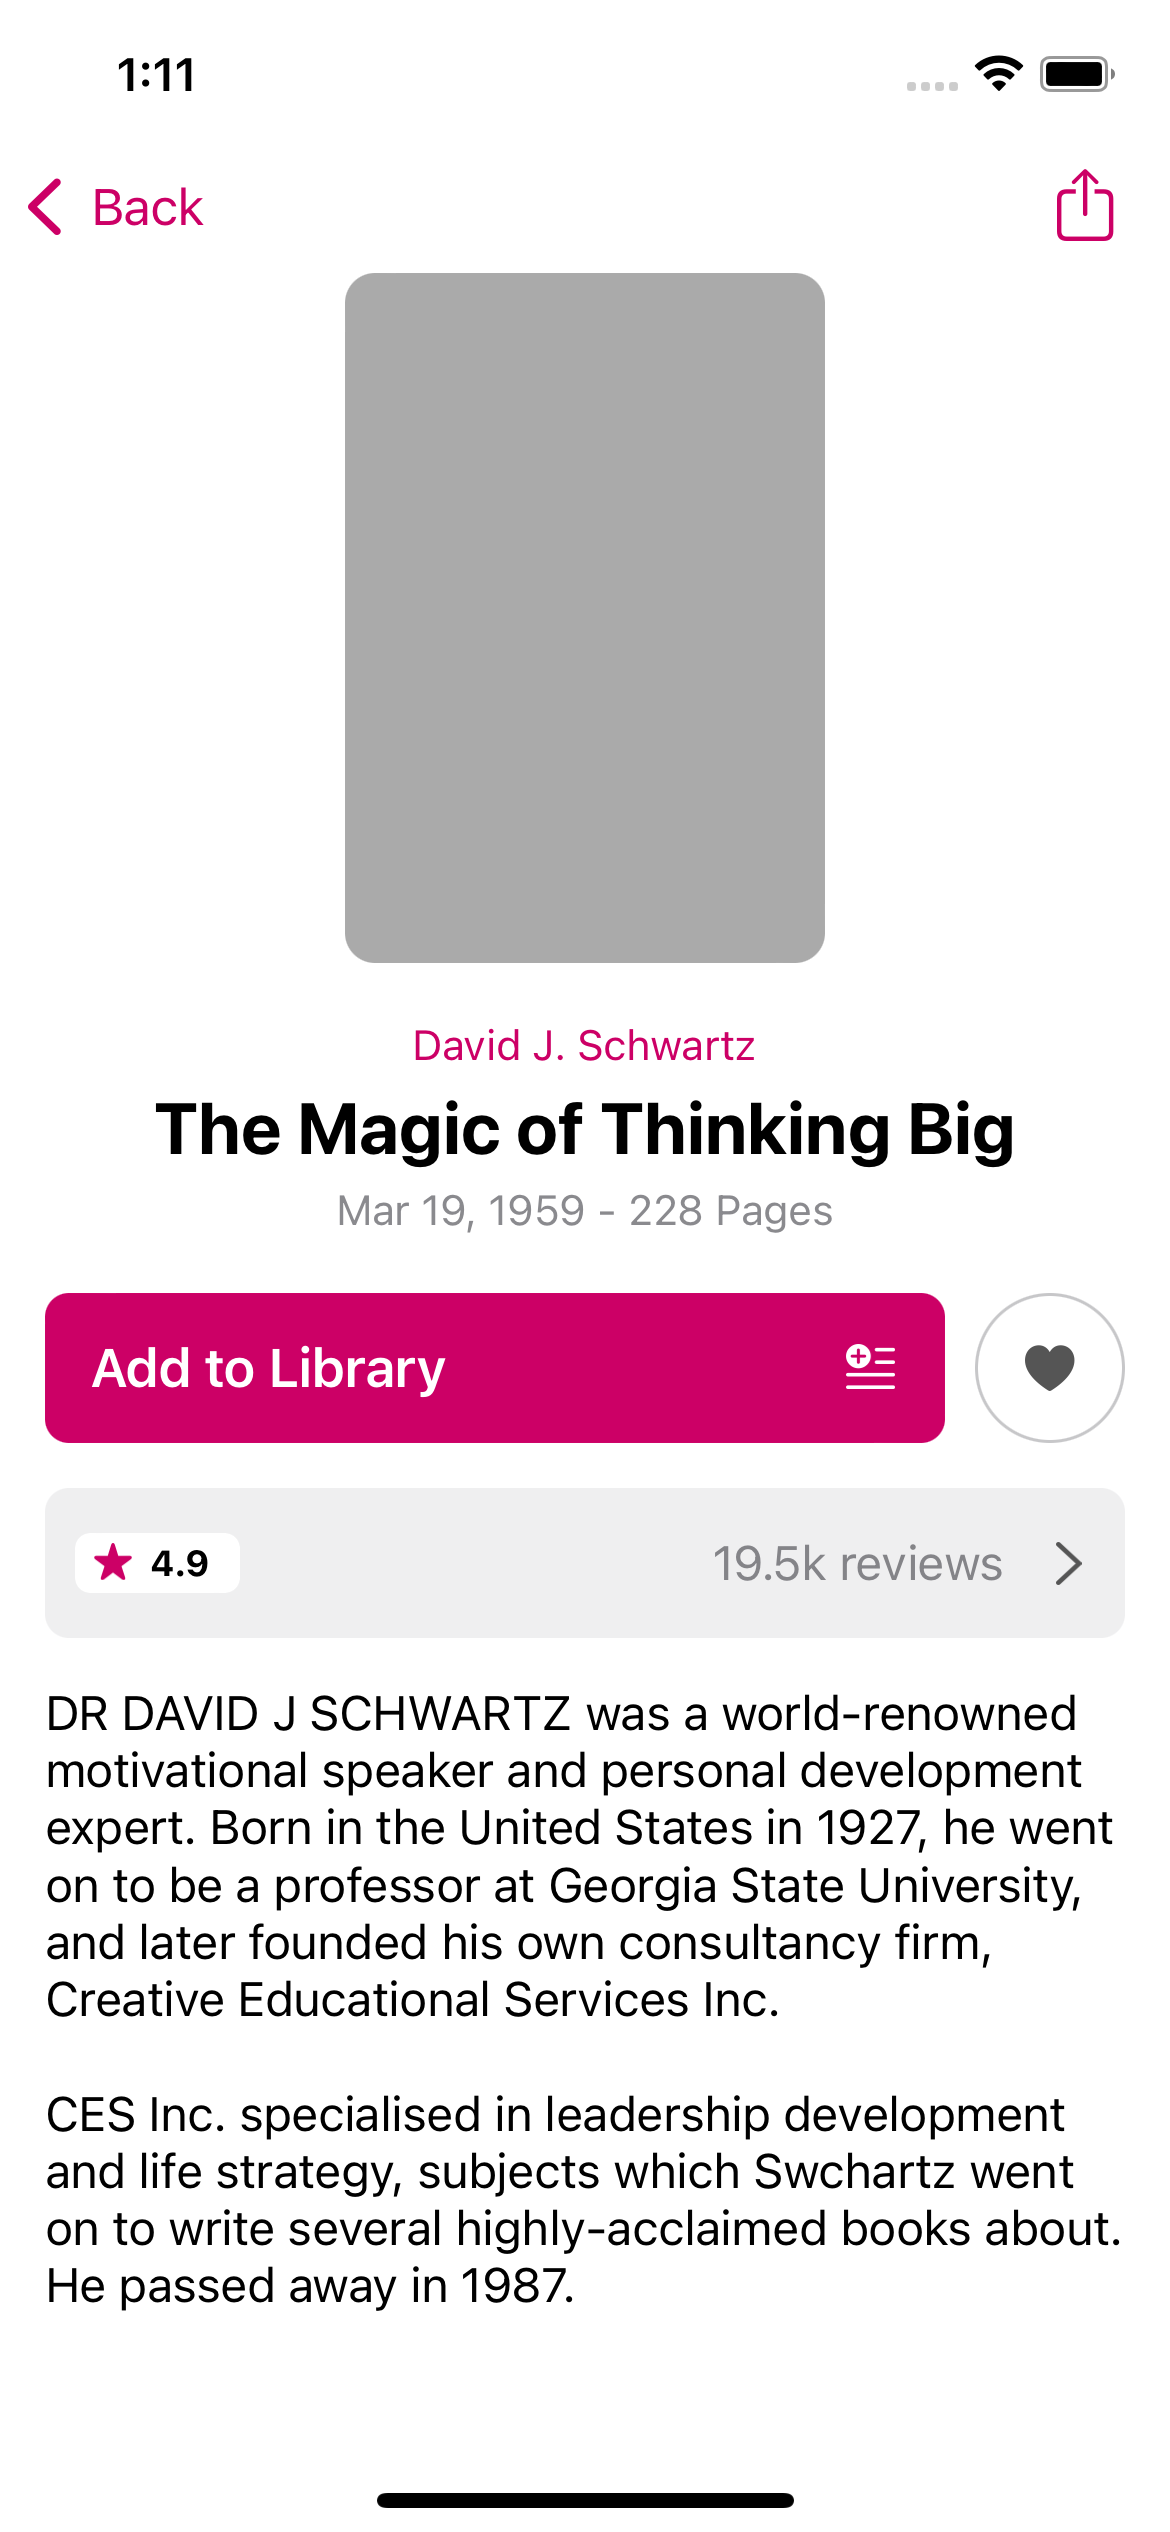 1:11
Back
David J. Schwartz
The Magic of Thinking Big
Mar 19, 1959 - 228 Pages
Add to Library
4.9
19.5k reviews
DR DAVID J SCHWARTZ was a world-renowned
motivational speaker and personal development
expert. Born in the United States in 1927, he went
on to be a professor at Georgia State University,
and later founded his own consultancy firm,
Creative Educational Services Inc.
CES Inc. specialised in leadership development
and life strategy, subjects which Swchartz went
on to write several highly-acclaimed books about.
He passed away in 1987.